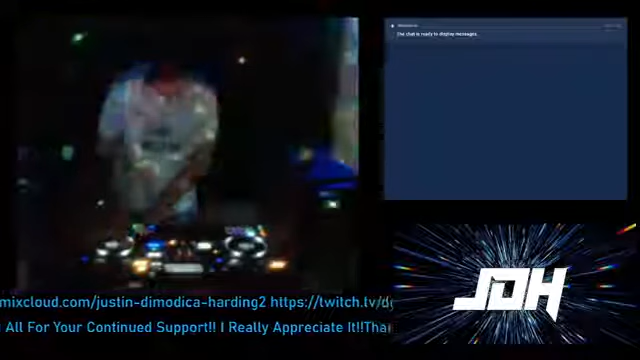 The chat is ready to display messages.
JDH
mixcloud.com/justin-dimodica-harding2 https://twitch.tv/d
All For Your Continued Support!! I Really Appreciate It!!Than